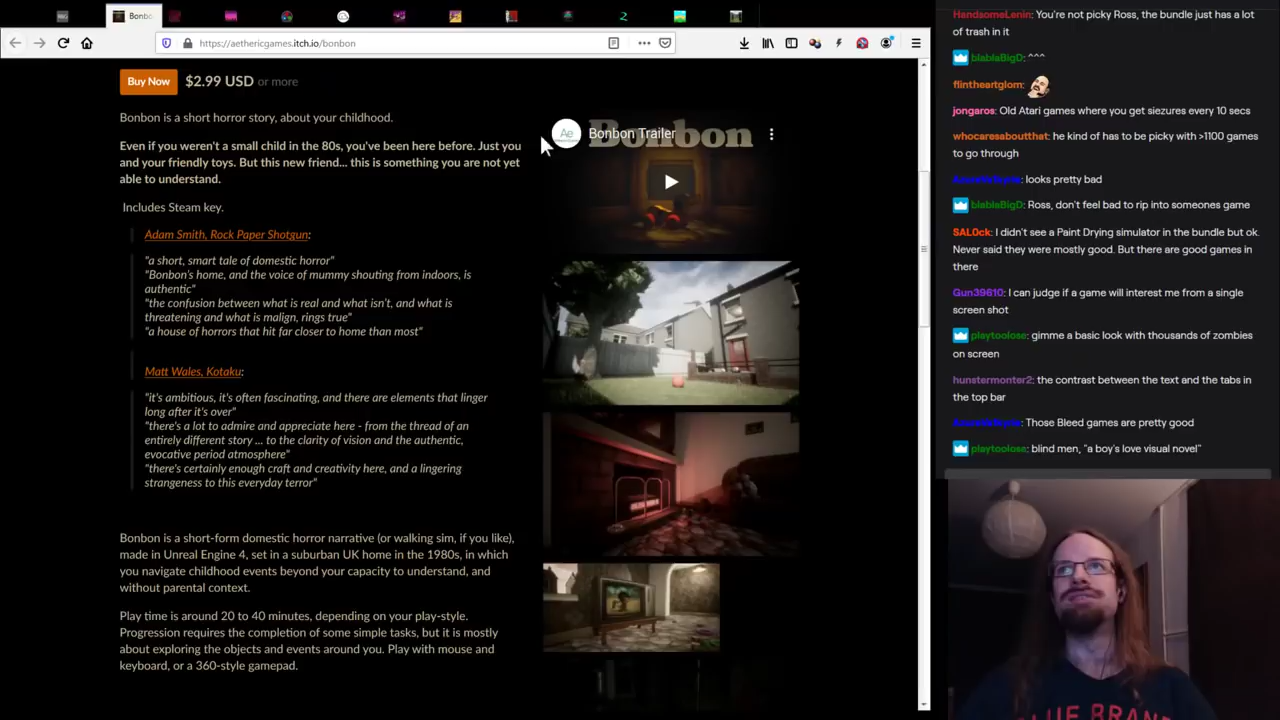 Bonbo
2
https://aethericgames.itch.io/bonbon
Buy Now $2.99 USD or more
Bonbon is a short horror story, about your childhood.
Even if you weren't a small child in the 80s, you've been here before. Just you
and your friendly toys. But this new friend... this is something you are not yet
able to understand.
Includes Steam key.
Adam Smith, Rock Paper Shotgun:
"a short, smart tale of domestic horror"
"Bonbon's home, and the voice of mummy shouting from indoors, is
authentic"
"the confusion between what is real and what isn't, and what is
threatening and what is malign, rings true"
"a house of horrors that hit far closer to home than most"
Matt Wales, Kotaku:
"it's ambitious, it's often fascinating, and there are elements that linger
long after it's over"
"there's a lot to admire and appreciate here - from the thread of an
entirely different story ... to the clarity of vision and the authentic,
evocative period atmosphere"
"there's certainly enough craft and creativity here, and a lingering
strangeness to this everyday terror"
Bonbon is a short-form domestic horror narrative (or walking sim, if you like),
made in Unreal Engine 4, set in a suburban UK home in the 1980s, in which
you navigate childhood events beyond your capacity to understand, and
without parental context.
Play time is around 20 to 40 minutes, depending on your play-style.
Progression requires the completion of some simple tasks, but it is mostly
about exploring the objects and events around you. Play with mouse and
keyboard, or a 360-style gamepad.
Ae Bonbon Trailer
Bonbon
HandsomeLenin: You're not picky Ross, the bundle just has a lot
of trash in it
blablaBigD: ^^^
flintheartglom:
jongaros: Old Atari games where you get siezures every 10 secs
whocaresaboutthat: he kind of has to be picky with >1100 games
to go through
looks pretty bad
blablaBigD: Ross, don't feel bad to rip into someones game
SAL0ck: I didn't see a Paint Drying simulator in the bundle but ok.
Never said they were mostly good. But there are good games in
there
Gun39610: I can judge if a game will interest me from a single
screen shot
playtooloss: gimme a basic look with thousands of zombies
on screen
hunstermonter2: the contrast between the text and the tabs in
the top bar
Those Bleed games are pretty good
playtooloss: blind men, "a boy's love visual novel"
BLUE BRAND